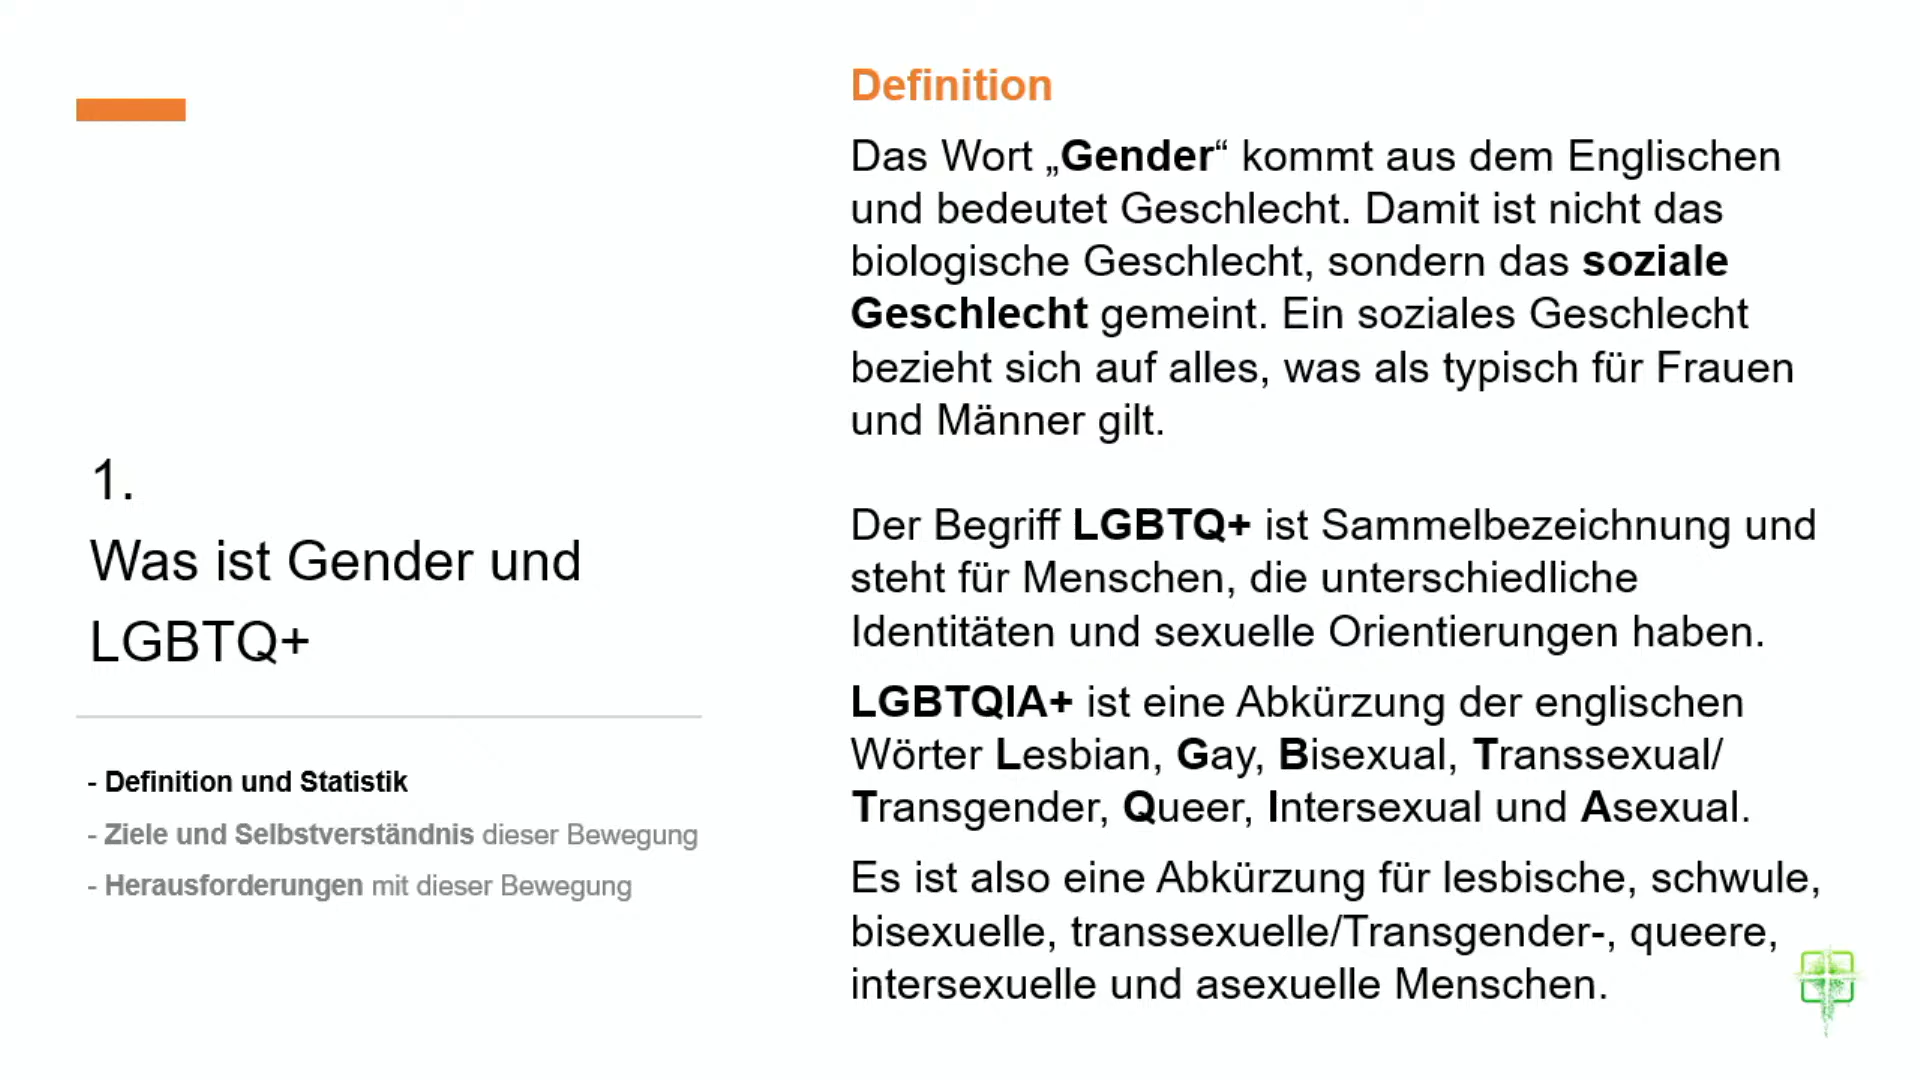 1.
Was ist Gender und
LGBTQ+
- Definition und Statistik
- Ziele und Selbstverständnis dieser Bewegung
- Herausforderungen mit dieser Bewegung
Definition
Das Wort „Gender“ kommt aus dem Englischen
und bedeutet Geschlecht. Damit ist nicht das
biologische Geschlecht, sondern das soziale
Geschlecht gemeint. Ein soziales Geschlecht
bezieht sich auf alles, was als typisch für Frauen
und Männer gilt.
Der Begriff LGBTQ+ ist Sammelbezeichnung und
steht für Menschen, die unterschiedliche
Identitäten und sexuelle Orientierungen haben.
LGBTQIA+ ist eine Abkürzung der englischen
Wörter Lesbian, Gay, Bisexual, Transsexual/
Transgender, Queer, Intersexual und Asexual.
Es ist also eine Abkürzung für lesbische, schwule,
bisexuelle, transsexuelle/Transgender-, queere,
intersexuelle und asexuelle Menschen.